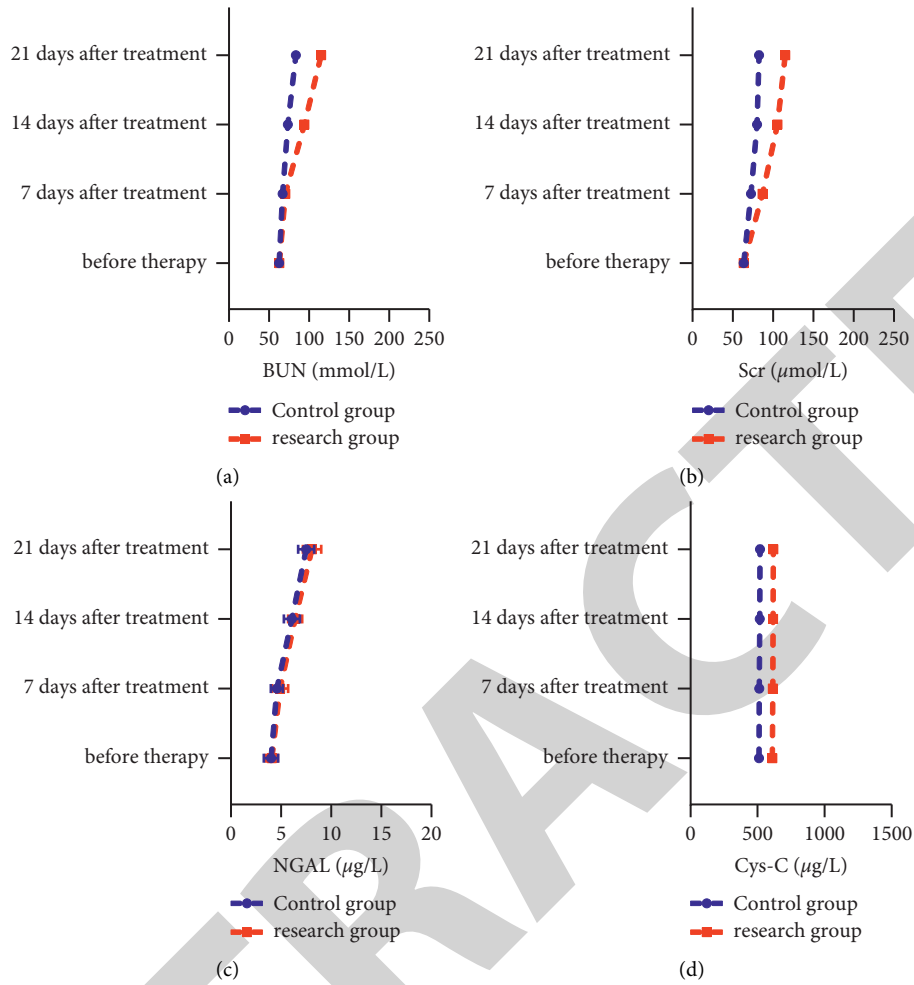 21 days after treatment
14 days after treatment
7 days after treatment
before therapy
0 50 100 150 200 250
BUN (mmol/L)
Control group
research group
(a)
21 days after treatment
14 days after treatment
7 days after treatment
before therapy
0 50 100 150 200 250
Scr (μmol/L)
Control group
research group
(b)
21 days after treatment
14 days after treatment
7 days after treatment
before therapy
0 5 10 15 20
NGAL (μg/L)
Control group
research group
(c)
21 days after treatment
14 days after treatment
7 days after treatment
before therapy
0 500 1000 1500
Cys-C (μg/L)
Control group
research group
(d)
TRACTE